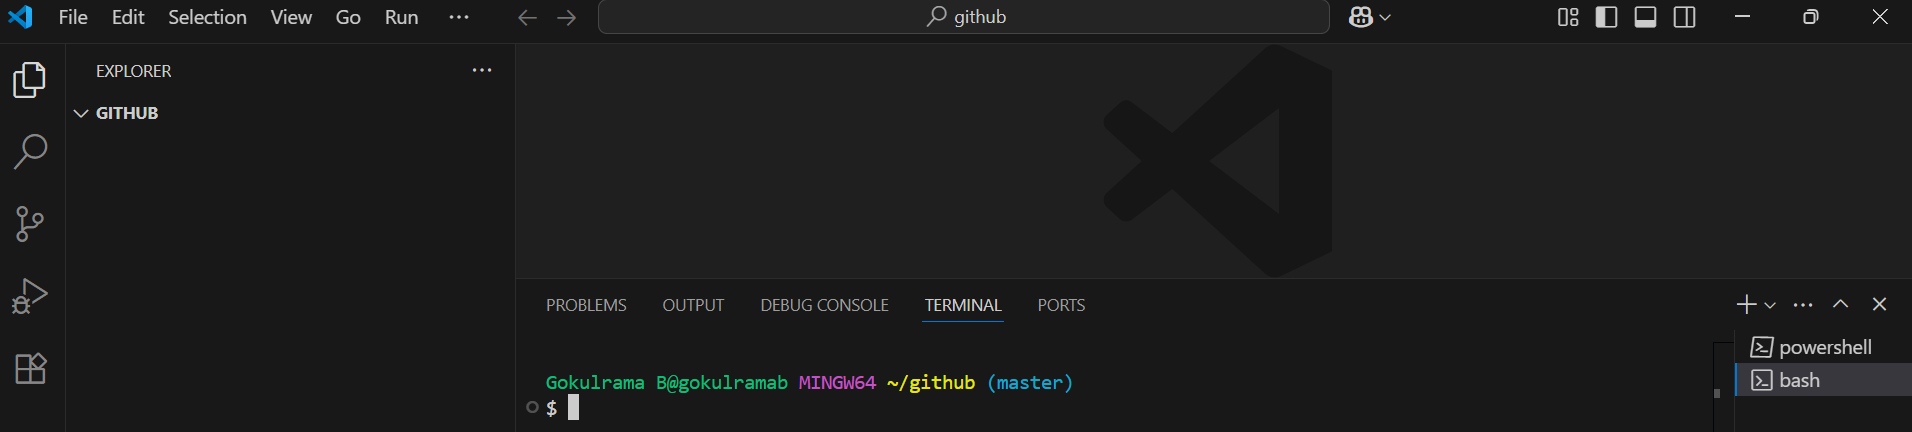 File Edit Selection View Go Run ···
github
EXPLORER
GITHUB
PROBLEMS OUTPUT DEBUG CONSOLE TERMINAL PORTS
powershell
bash
Gokulrama B@gokulramab MINGW64 ~/github (master)
$